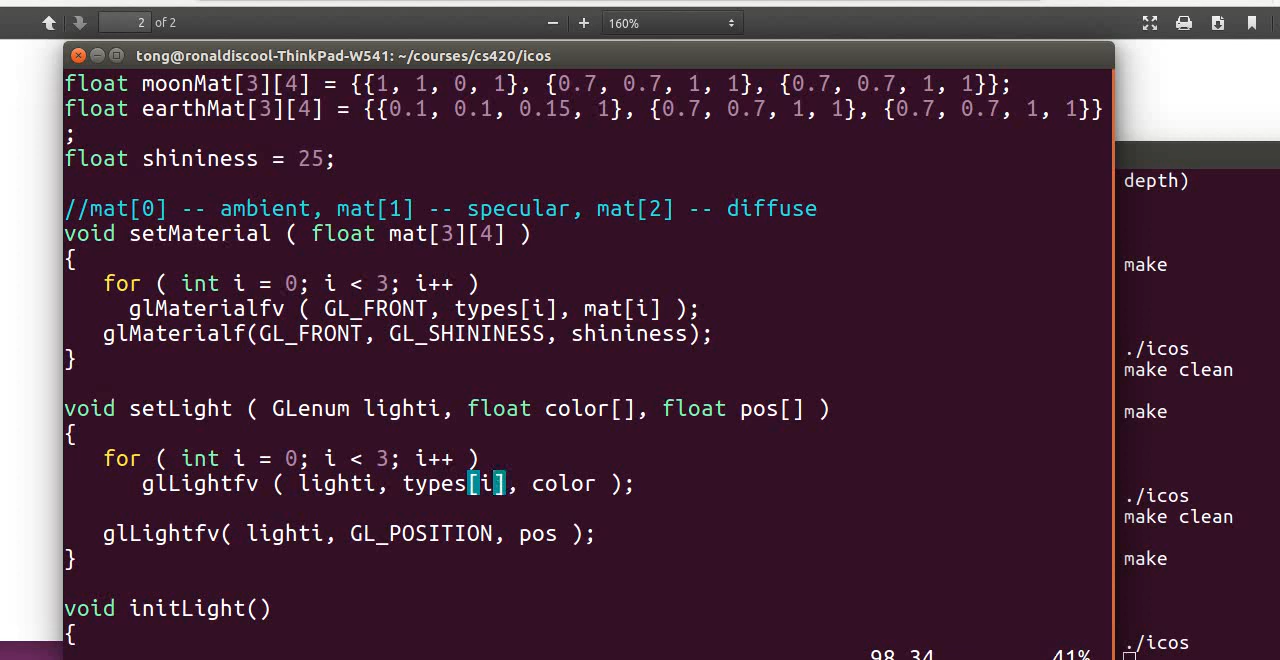 2 of 2
160%
tong@ronaldiscool-ThinkPad-W541: ~/courses/cs420/icos
float moonMat[3][4] = {{1, 1, 0, 1}, {0.7, 0.7, 1, 1}, {0.7, 0.7, 1, 1}};
float earthMat[3][4] = {{0.1, 0.1, 0.15, 1}, {0.7, 0.7, 1, 1}, {0.7, 0.7, 1, 1}}
;
float shininess = 25;
//mat[0] -- ambient, mat[1] -- specular, mat[2] -- diffuse
void setMaterial ( float mat[3][4] )
{
for ( int i = 0; i < 3; i++ )
glMaterialfv ( GL_FRONT, types[i], mat[i] );
glMaterialf(GL_FRONT, GL_SHININESS, shininess);
}
void setLight ( GLenum lighti, float color[], float pos[] )
{
for ( int i = 0; i < 3; i++ )
glLightfv ( lighti, types[i], color );
glLightfv( lighti, GL_POSITION, pos );
}
void initLight()
{
98,34 41%
depth)
make
./icos
make clean
make
./icos
make clean
make
./icos